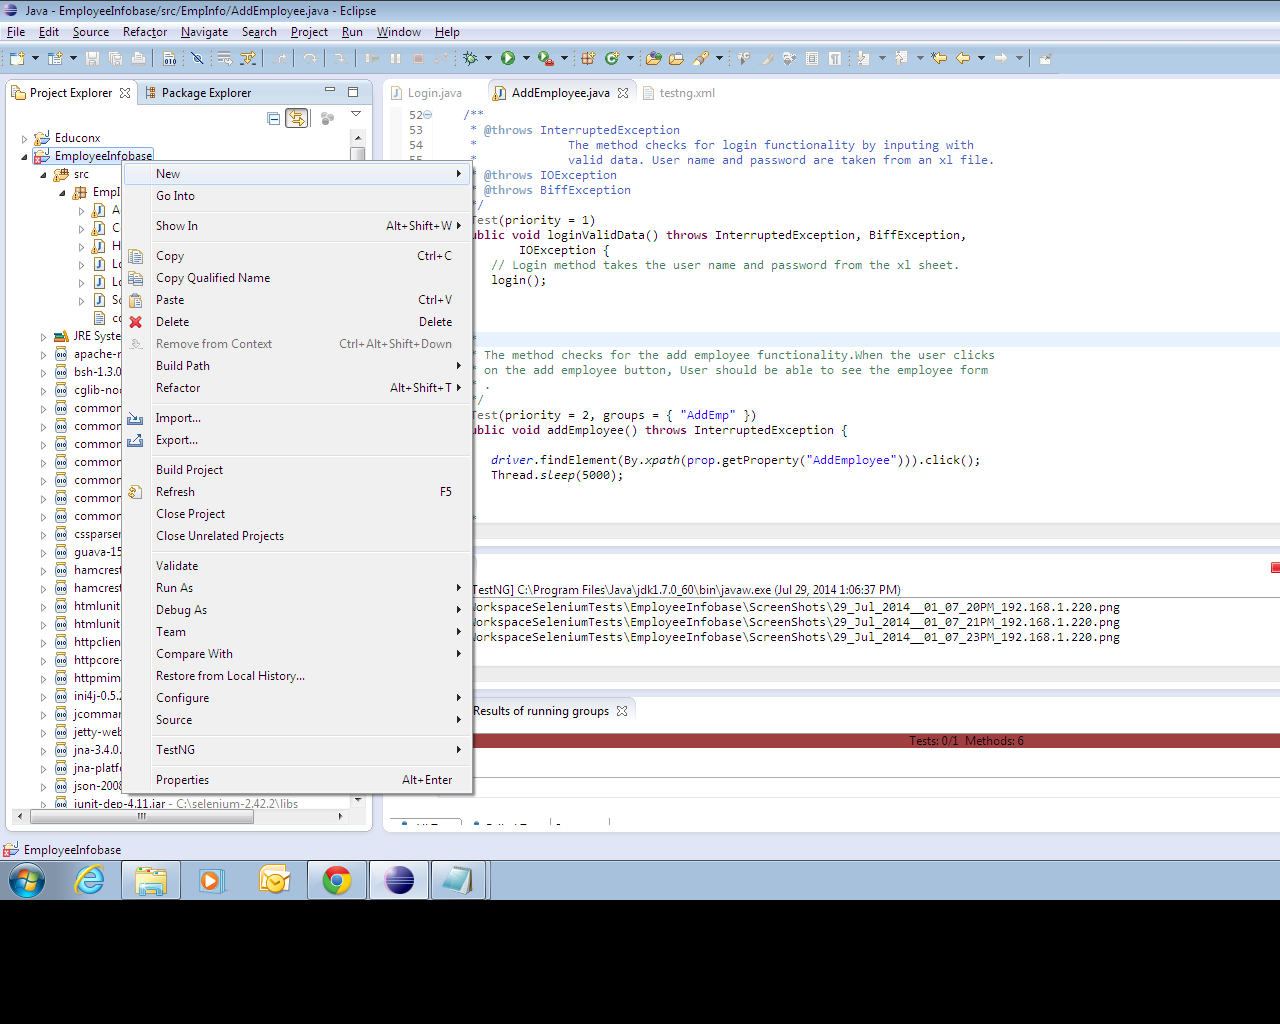 Java - EmployeeInfobase/src/EmpInfo/AddEmployee.java - Eclipse
File Edit Source Refactor Navigate Search Project Run Window Help
Project Explorer
Package Explorer
Educonx
EmployeeInfobase
src
EmpI
A
C
H
Lo
Lo
Sc
co
JRE Syste
apache-r
bsh-1.3.0
cglib-no
common
common
common
common
common
common
common
cssparser
guava-15
hamcrest
hamcrest
htmlunit
htmlunit
httpclien
httpcore-
httpmim
ini4j-0.5.2
jcommar
jetty-web
jna-3.4.0.
jna-platf
json-2008
junit-dep-4.11.jar - C:\selenium-2.42.2\libs
New
Go Into
Show In Alt+Shift+W
Copy Ctrl+C
Copy Qualified Name
Paste Ctrl+V
Delete Delete
Remove from Context Ctrl+Alt+Shift+Down
Build Path
Refactor Alt+Shift+T
Import...
Export...
Build Project
Refresh F5
Close Project
Close Unrelated Projects
Validate
Run As
Debug As
Team
Compare With
Restore from Local History...
Configure
Source
TestNG
Properties Alt+Enter
Login.java
AddEmployee.java
testng.xml
52 /**
53 * @throws InterruptedException
54 * The method checks for login functionality by inputing with
55 * valid data. User name and password are taken from an xl file.
* @throws IOException
* @throws BiffException
*/
Test(priority = 1)
ublic void loginValidData() throws InterruptedException, BiffException,
IOException {
// Login method takes the user name and password from the xl sheet.
login();
*
* The method checks for the add employee functionality.When the user clicks
* on the add employee button, User should be able to see the employee form
* .
*/
Test(priority = 2, groups = { "AddEmp" })
ublic void addEmployee() throws InterruptedException {
driver.findElement(By.xpath(prop.getProperty("AddEmployee"))).click();
Thread.sleep(5000);
*
TestNG] C:\Program Files\Java\jdk1.7.0_60\bin\javaw.exe (Jul 29, 2014 1:06:37 PM)
WorkspaceSeleniumTests\EmployeeInfobase\ScreenShots\29_Jul_2014__01_07_20PM_192.168.1.220.png
WorkspaceSeleniumTests\EmployeeInfobase\ScreenShots\29_Jul_2014__01_07_21PM_192.168.1.220.png
WorkspaceSeleniumTests\EmployeeInfobase\ScreenShots\29_Jul_2014__01_07_23PM_192.168.1.220.png
Results of running groups
Tests: 0/1 Methods: 6
EmployeeInfobase